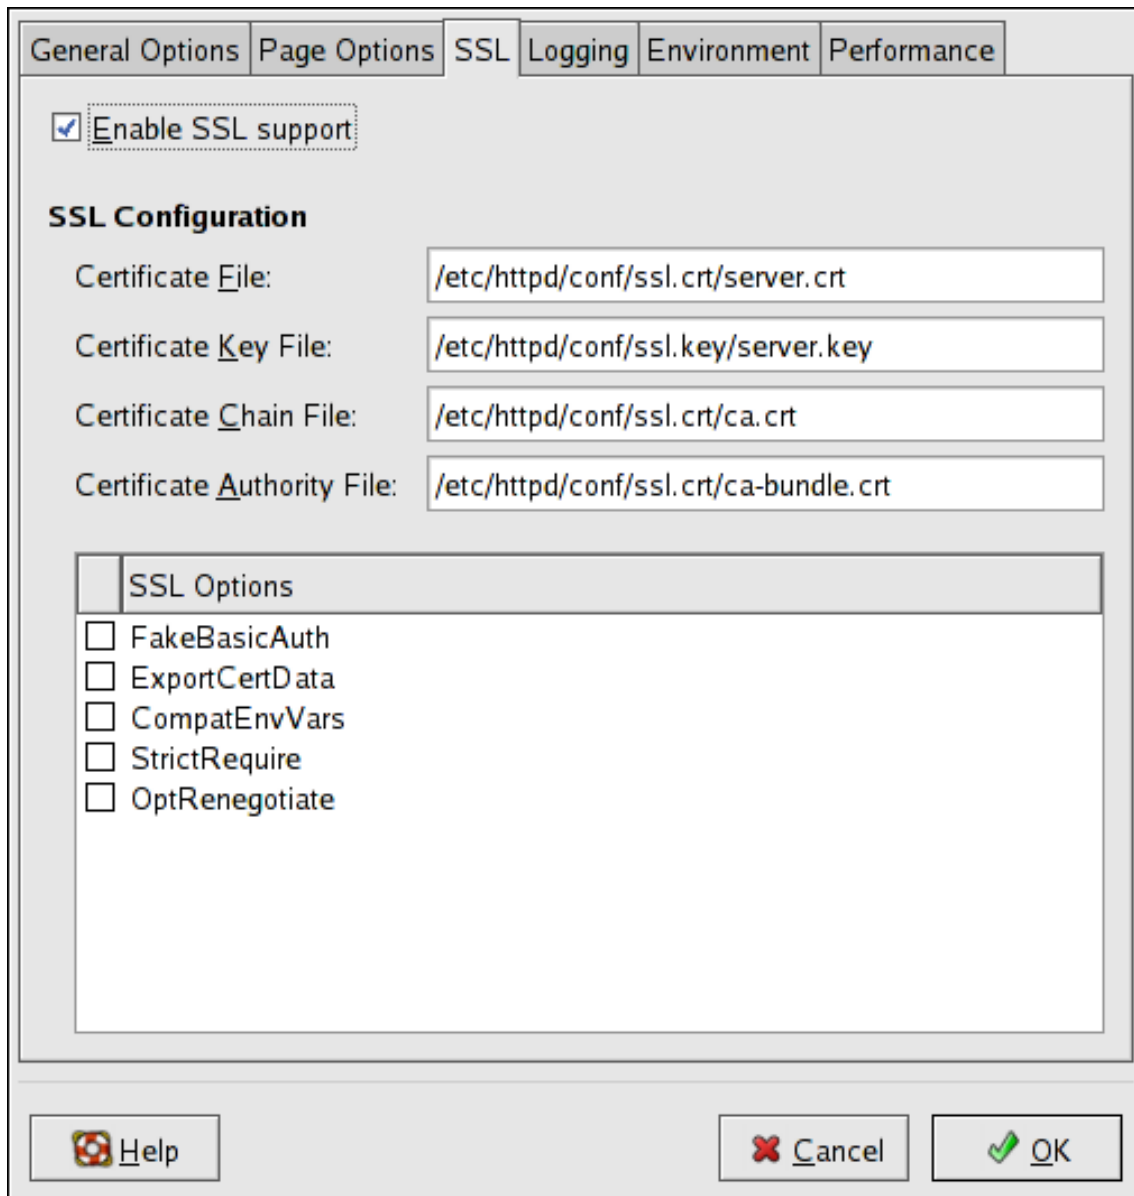 General Options Page Options SSL Logging Environment Performance
Enable SSL support
SSL Configuration
Certificate File: /etc/httpd/conf/ssl.crt/server.crt
Certificate Key File: /etc/httpd/conf/ssl.key/server.key
Certificate Chain File: /etc/httpd/conf/ssl.crt/ca.crt
Certificate Authority File: /etc/httpd/conf/ssl.crt/ca-bundle.crt
SSL Options
FakeBasicAuth
ExportCertData
CompatEnvVars
StrictRequire
OptRenegotiate
Help Cancel OK